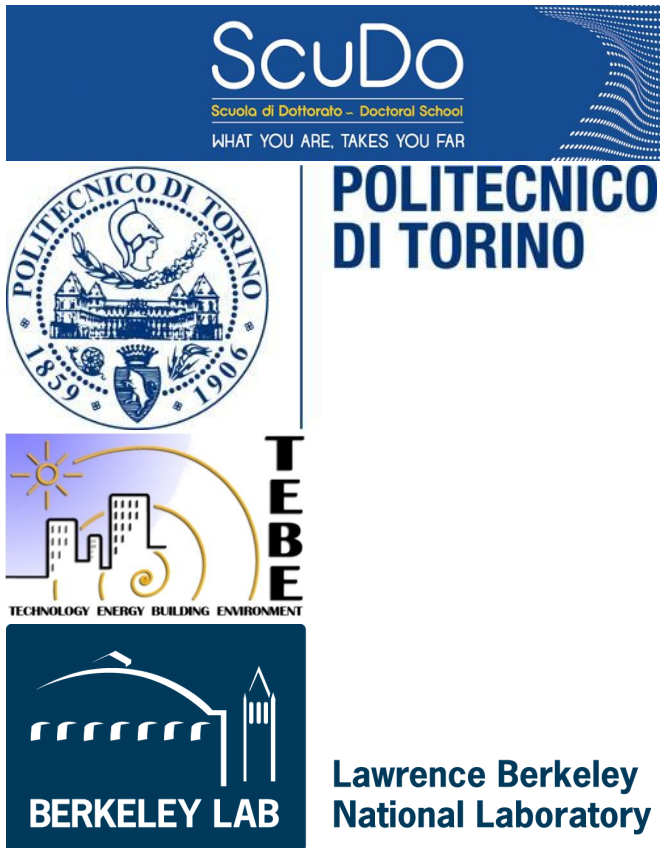 ScuDo
Scuola di Dottorato ~ Doctoral School
WHAT YOU ARE, TAKES YOU FAR
POLITECNICO DI TORINO
1859
1906
POLITECNICO
DI TORINO
TEBE
TECHNOLOGY ENERGY BUILDING ENVIRONMENT
BERKELEY LAB
Lawrence Berkeley
National Laboratory